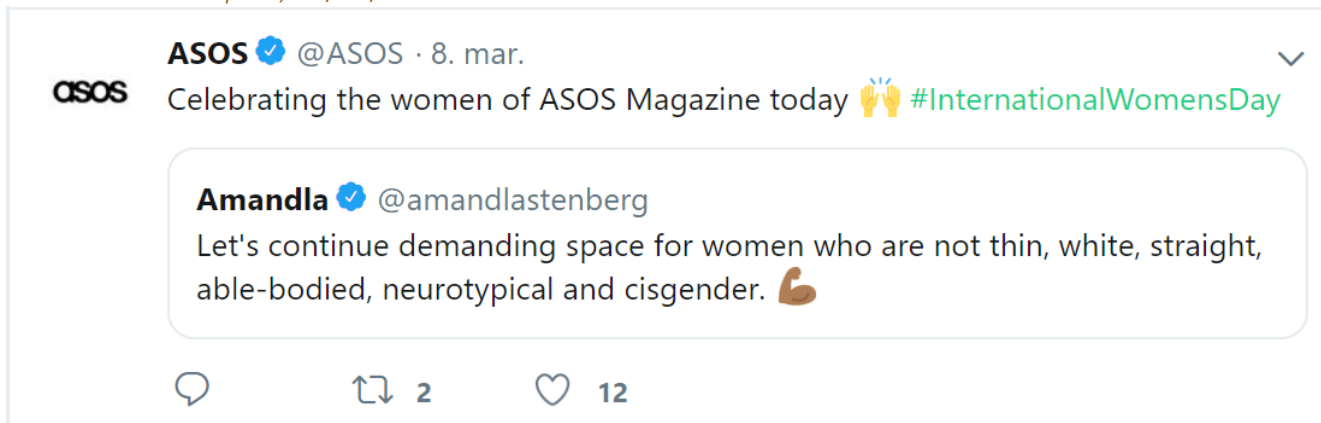 asos
ASOS @ASOS · 8. mar.
Celebrating the women of ASOS Magazine today 🙌 #InternationalWomensDay
Amandla @amandlastenberg
Let's continue demanding space for women who are not thin, white, straight,
able-bodied, neurotypical and cisgender. 💪🏾
2 12